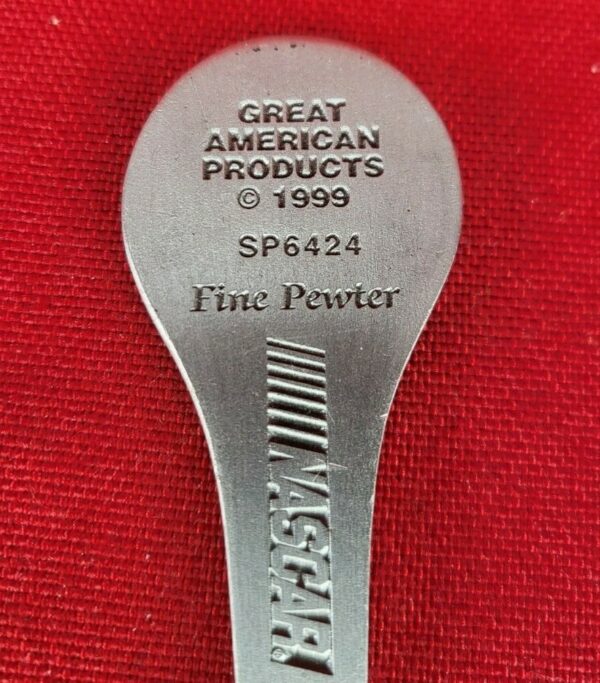 GREAT
AMERICAN
PRODUCTS
© 1999
SP6424
Fine Pewter
NASCAR®